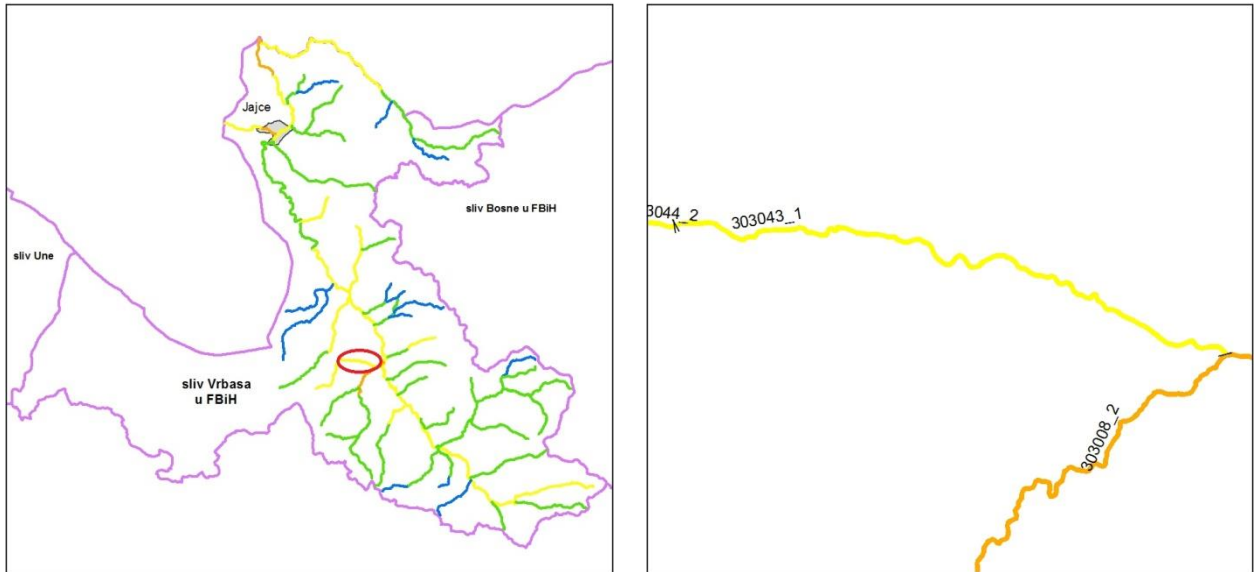 Jajce
sliv Bosne u FBiH
sliv Une
sliv Vrbasa
u FBiH
3044_2
303043_1
303008_2